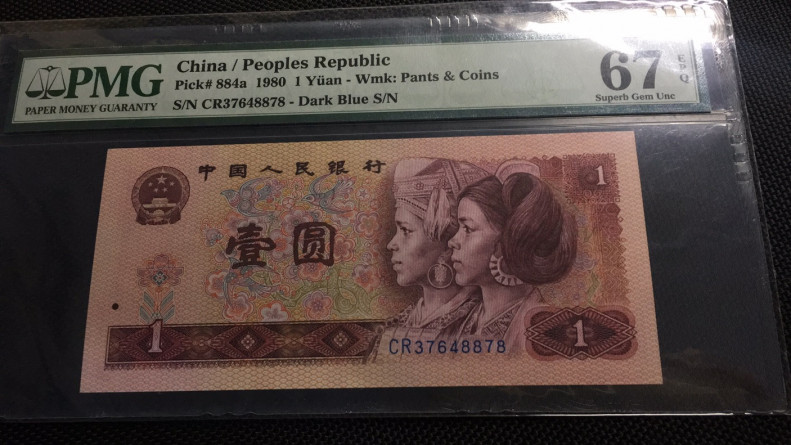 PMG
PAPER MONEY GUARANTY
China / Peoples Republic
Pick# 884a 1980 1 Yüan - Wmk: Pants & Coins
S/N CR37648878 - Dark Blue S/N
67
EPQ
Superb Gem Unc
中国人民银行
1
壹圆
1
CR37648878
1